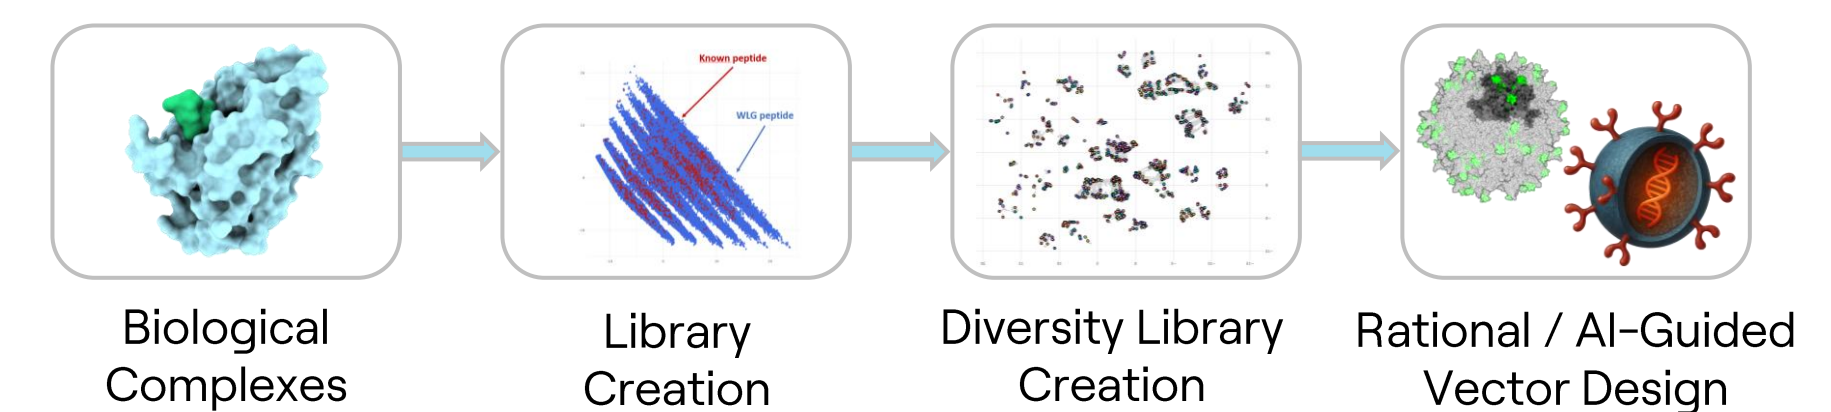 Known peptide
WLG peptide
Biological
Complexes
Library
Creation
Diversity Library
Creation
Rational / AI-Guided
Vector Design